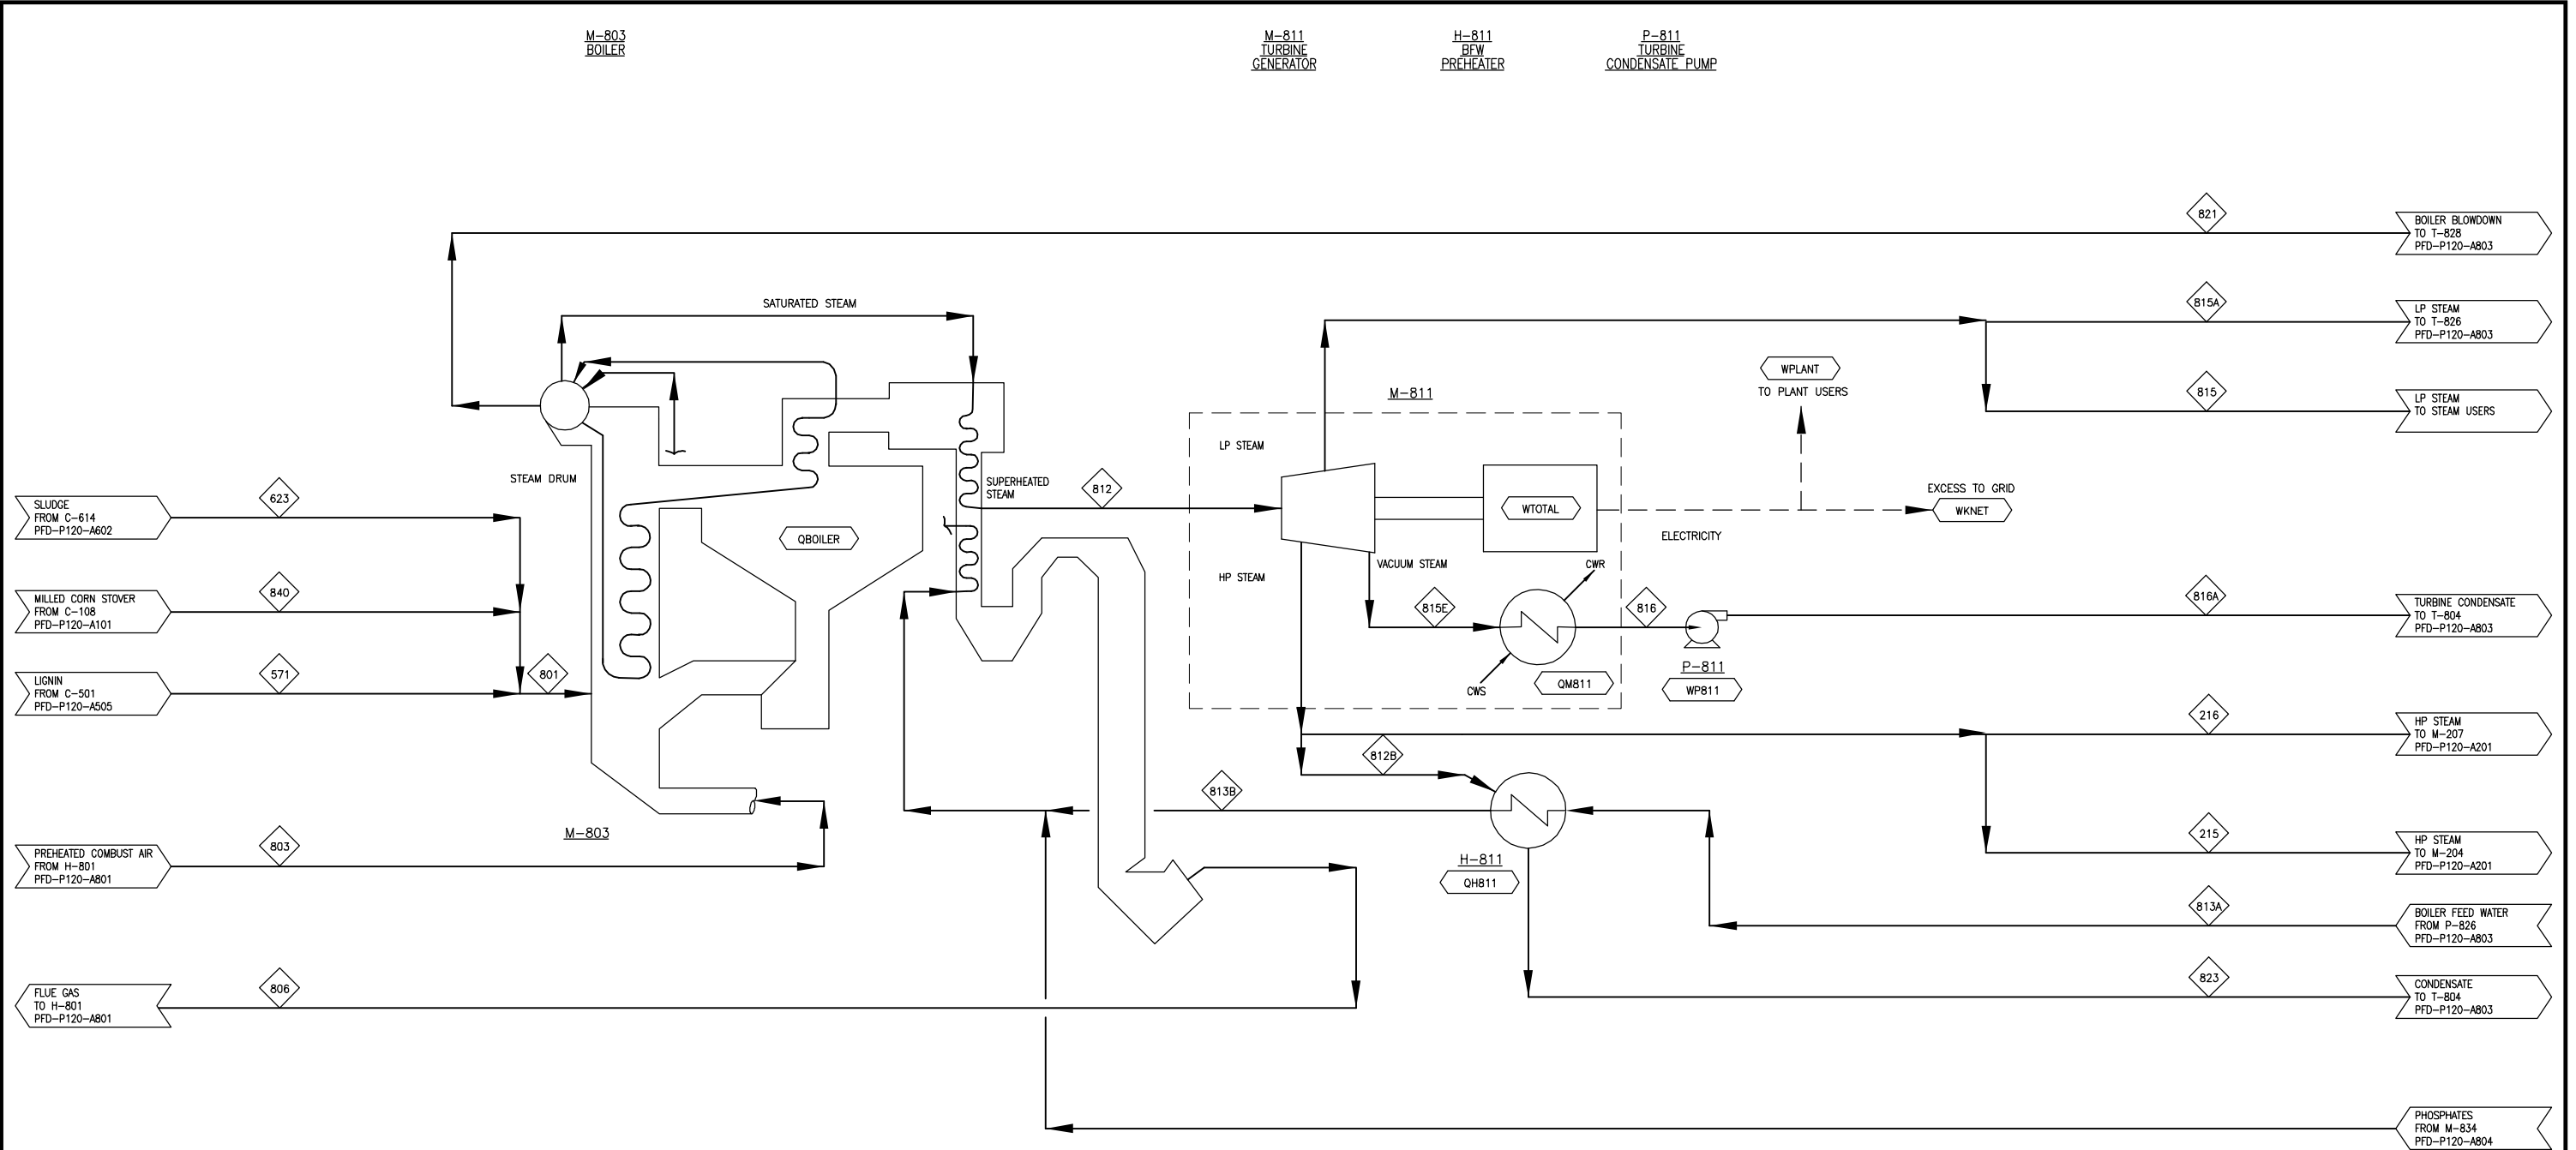 M-803
BOILER
M-811
TURBINE
GENERATOR
H-811
BFW
PREHEATER
P-811
TURBINE
CONDENSATE PUMP
821
BOILER BLOWDOWN
TO T-828
PFD-P120-A803
SATURATED STEAM
815A
LP STEAM
TO T-826
PFD-P120-A803
WPLANT
TO PLANT USERS
M-811
815
LP STEAM
TO STEAM USERS
LP STEAM
STEAM DRUM
SUPERHEATED
STEAM
812
623
SLUDGE
FROM C-614
PFD-P120-A602
WTOTAL
EXCESS TO GRID
WKNET
QBOILER
ELECTRICITY
VACUUM STEAM
CWR
HP STEAM
840
MILLED CORN STOVER
FROM C-108
PFD-P120-A101
815E
816
816A
TURBINE CONDENSATE
TO T-804
PFD-P120-A803
P-811
WP811
571
LIGNIN
FROM C-501
PFD-P120-A505
801
CWS
QM811
216
HP STEAM
TO M-207
PFD-P120-A201
812B
813B
M-803
803
PREHEATED COMBUST AIR
FROM H-801
PFD-P120-A801
H-811
QH811
215
HP STEAM
TO M-204
PFD-P120-A201
813A
BOILER FEED WATER
FROM P-826
PFD-P120-A803
806
FLUE GAS
TO H-801
PFD-P120-A801
823
CONDENSATE
TO T-804
PFD-P120-A803
PHOSPHATES
FROM M-834
PFD-P120-A804